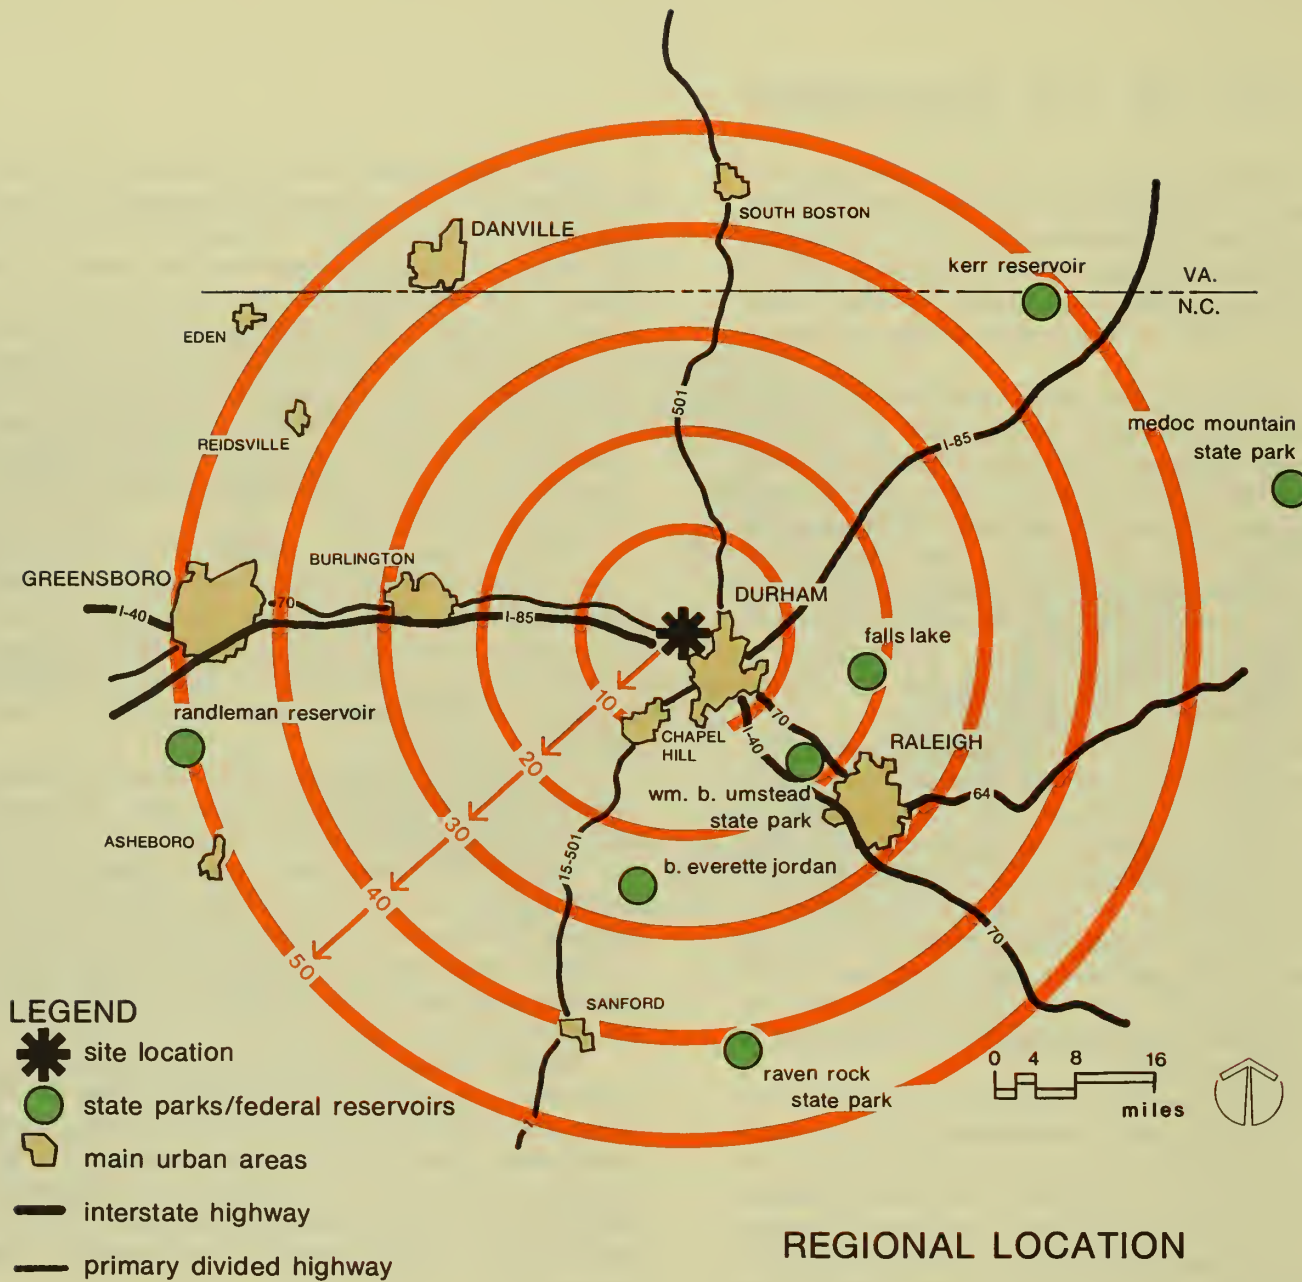 SOUTH BOSTON
DANVILLE
kerr reservoir
VA.
N.C.
EDEN
501
REIDSVILLE
I-85
medoc mountain
state park
BURLINGTON
GREENSBORO
70
I-40
I-85
DURHAM
falls lake
10
randleman reservoir
70
I-40
CHAPEL
HILL
RALEIGH
20
wm. b. umstead
state park
64
30
ASHEBORO
15-501
b. everette jordan
40
70
50
SANFORD
raven rock
state park
1
0 4 8 16
miles
LEGEND
site location
state parks/federal reservoirs
main urban areas
interstate highway
primary divided highway
REGIONAL LOCATION